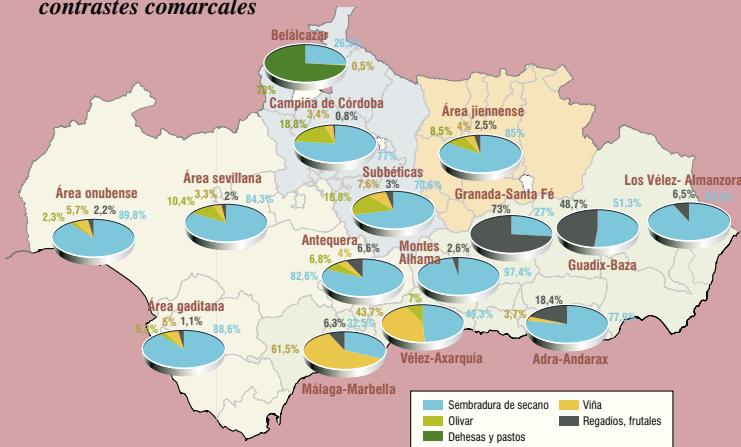 contrastes comarcales
Belálcazar
0,5%
Campiña de Córdoba
3,4%
0,8%
18,8%
77%
Área jiennense
8,5%
4%
2,5%
85%
Subbéticas
7,6%
3%
70,6%
18,8%
Área sevillana
3,3%
10,4%
2%
84,3%
Granada-Santa Fé
73%
27%
48,7%
51,3%
Guadix-Baza
Los Vélez- Almanzora
6,5%
Área onubense
5,7%
2,3%
2,2%
89,8%
Antequera
6,6%
4%
6,8%
82,6%
Montes
Alhama
2,6%
97,4%
Área gaditana
5%
1,1%
88,6%
6,3%
32,5%
61,5%
Málaga-Marbella
43,7%
7%
49,3%
Vélez-Axarquía
18,4%
3,7%
77,9%
Adra-Andarax
Sembradura de secano
Viña
Olivar
Regadíos, frutales
Dehesas y pastos